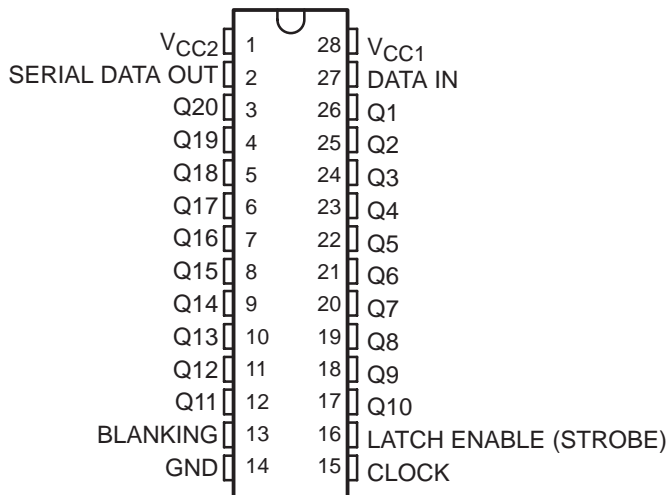 VCC2 1 28 VCC1
SERIAL DATA OUT 2 27 DATA IN
Q20 3 26 Q1
Q19 4 25 Q2
Q18 5 24 Q3
Q17 6 23 Q4
Q16 7 22 Q5
Q15 8 21 Q6
Q14 9 20 Q7
Q13 10 19 Q8
Q12 11 18 Q9
Q11 12 17 Q10
BLANKING 13 16 LATCH ENABLE (STROBE)
GND 14 15 CLOCK